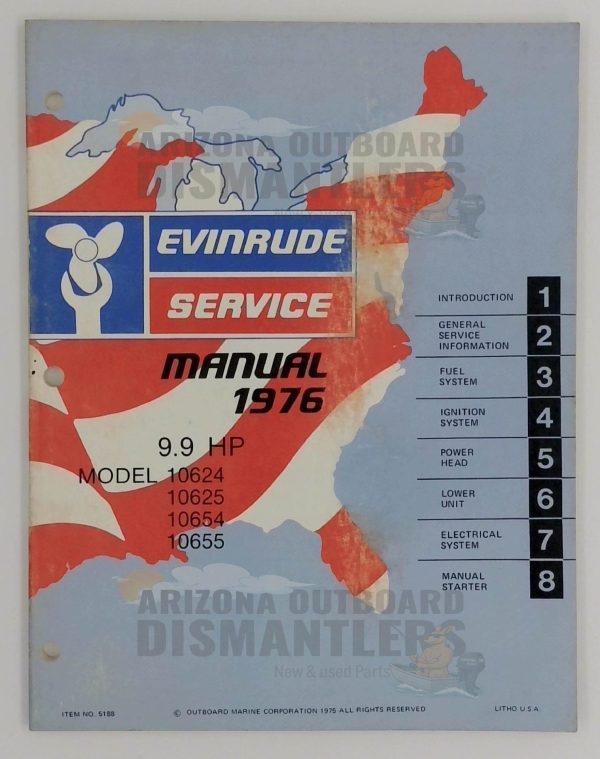 ARIZONA OUTBOARD
DISMANTLERS
EVINRUDE
SERVICE
MANUAL
1976
9.9 HP
MODEL 10624
10625
10654
10655
INTRODUCTION 1
GENERAL
SERVICE
INFORMATION 2
FUEL
SYSTEM 3
IGNITION
SYSTEM 4
POWER
HEAD 5
LOWER
UNIT 6
ELECTRICAL
SYSTEM 7
MANUAL
STARTER 8
ARIZONA OUTBOARD
DISMANTLERS
New & used Parts
ITEM NO. 5188
© OUTBOARD MARINE CORPORATION 1975 ALL RIGHTS RESERVED
LITHO U.S.A.